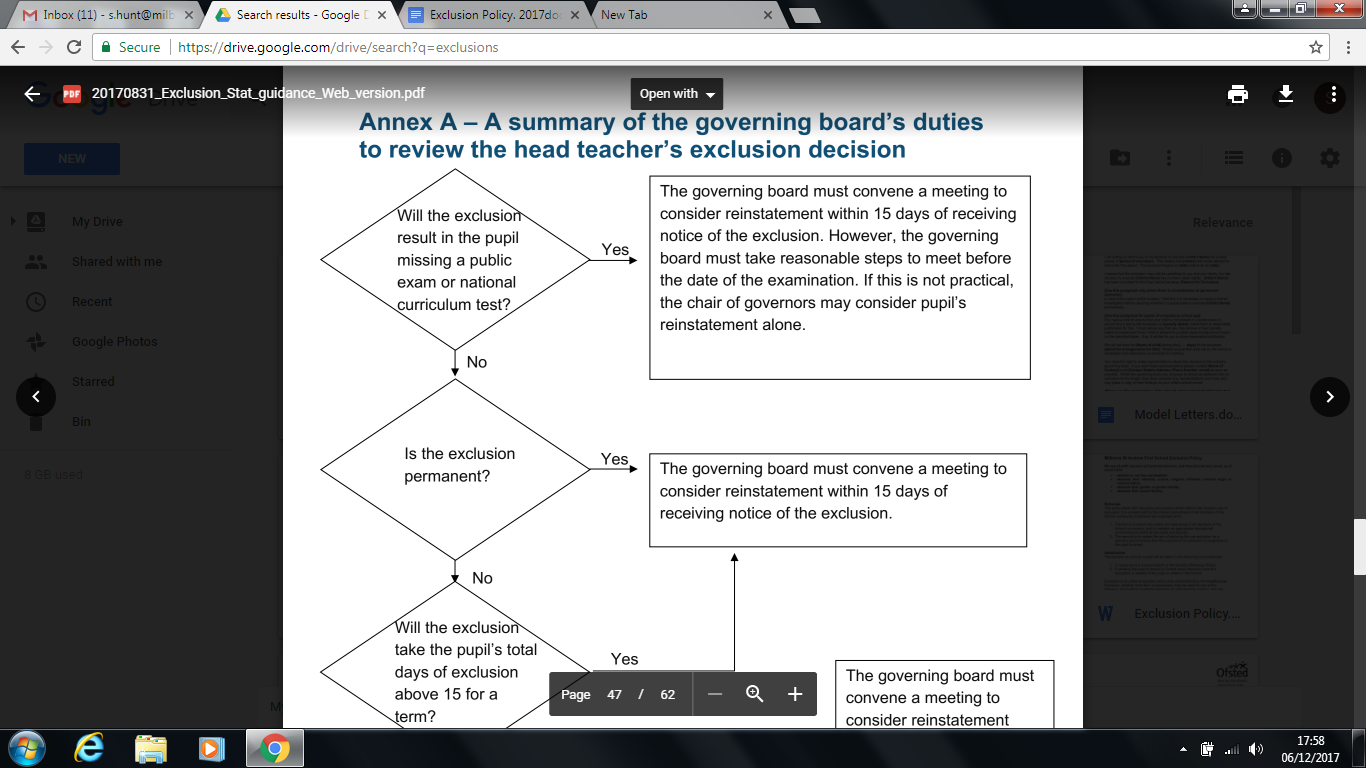 Inbox (11) - s.hunt@milb
Search results - Google D
Exclusion Policy. 2017do
New Tab
Secure
https://drive.google.com/drive/search?q=exclusions
PDF
20170831_Exclusion_Stat_guidance_Web_version.pdf
Open with
NEW
My Drive
Shared with me
Recent
Google Photos
Starred
Bin
8 GB used
Relevance
Annex A – A summary of the governing board’s duties
to review the head teacher’s exclusion decision
Will the exclusion
result in the pupil
missing a public
exam or national
curriculum test?
Yes
The governing board must convene a meeting to
consider reinstatement within 15 days of receiving
notice of the exclusion. However, the governing
board must take reasonable steps to meet before
the date of the examination. If this is not practical,
the chair of governors may consider pupil’s
reinstatement alone.
No
Is the exclusion
permanent?
Yes
The governing board must convene a meeting to
consider reinstatement within 15 days of
receiving notice of the exclusion.
No
Will the exclusion
take the pupil’s total
days of exclusion
above 15 for a
term?
Yes
The governing board must
convene a meeting to
consider reinstatement
Page 47 / 62
Model Letters.do...
Exclusion Policy....
Ofsted
17:58
06/12/2017